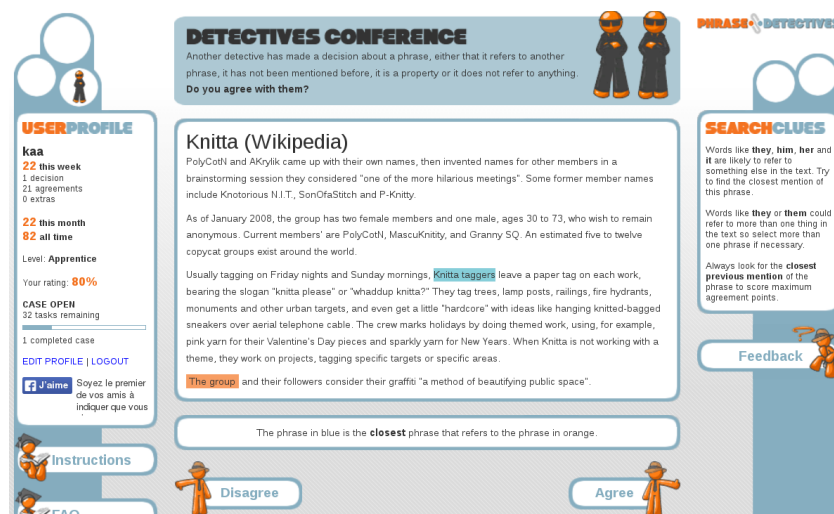 DETECTIVES CONFERENCE
Another detective has made a decision about a phrase, either that it refers to another
phrase, it has not been mentioned before, it is a property or it does not refer to anything.
Do you agree with them?
PHRASE DETECTIVES
USERPROFILE
kaa
22 this week
1 decision
21 agreements
0 extras
22 this month
82 all time
Level: Apprentice
Your rating: 80%
CASE OPEN
32 tasks remaining
1 completed case
EDIT PROFILE | LOGOUT
J'aime
Soyez le premier
de vos amis à
indiquer que vous
Instructions
FAQ
Knitta (Wikipedia)
PolyCotN and AKrylik came up with their own names, then invented names for other members in a
brainstorming session they considered "one of the more hilarious meetings". Some former member names
include Knotorious N.I.T., SonOfaStitch and P-Knitty.
As of January 2008, the group has two female members and one male, ages 30 to 73, who wish to remain
anonymous. Current members' are PolyCotN, MascuKnitity, and Granny SQ. An estimated five to twelve
copycat groups exist around the world.
Usually tagging on Friday nights and Sunday mornings, Knitta taggers leave a paper tag on each work,
bearing the slogan "knitta please" or "whaddup knitta?" They tag trees, lamp posts, railings, fire hydrants,
monuments and other urban targets, and even get a little "hardcore" with ideas like hanging knitted-bagged
sneakers over aerial telephone cable. The crew marks holidays by doing themed work, using, for example,
pink yarn for their Valentine's Day pieces and sparkly yarn for New Years. When Knitta is not working with a
theme, they work on projects, tagging specific targets or specific areas.
The group and their followers consider their graffiti "a method of beautifying public space".
The phrase in blue is the closest phrase that refers to the phrase in orange.
Disagree
Agree
SEARCHCLUES
Words like they, him, her and
it are likely to refer to
something else in the text. Try
to find the closest mention of
this phrase.
Words like they or them could
refer to more than one thing in
the text so select more than
one phrase if necessary.
Always look for the closest
previous mention of the
phrase to score maximum
agreement points.
Feedback